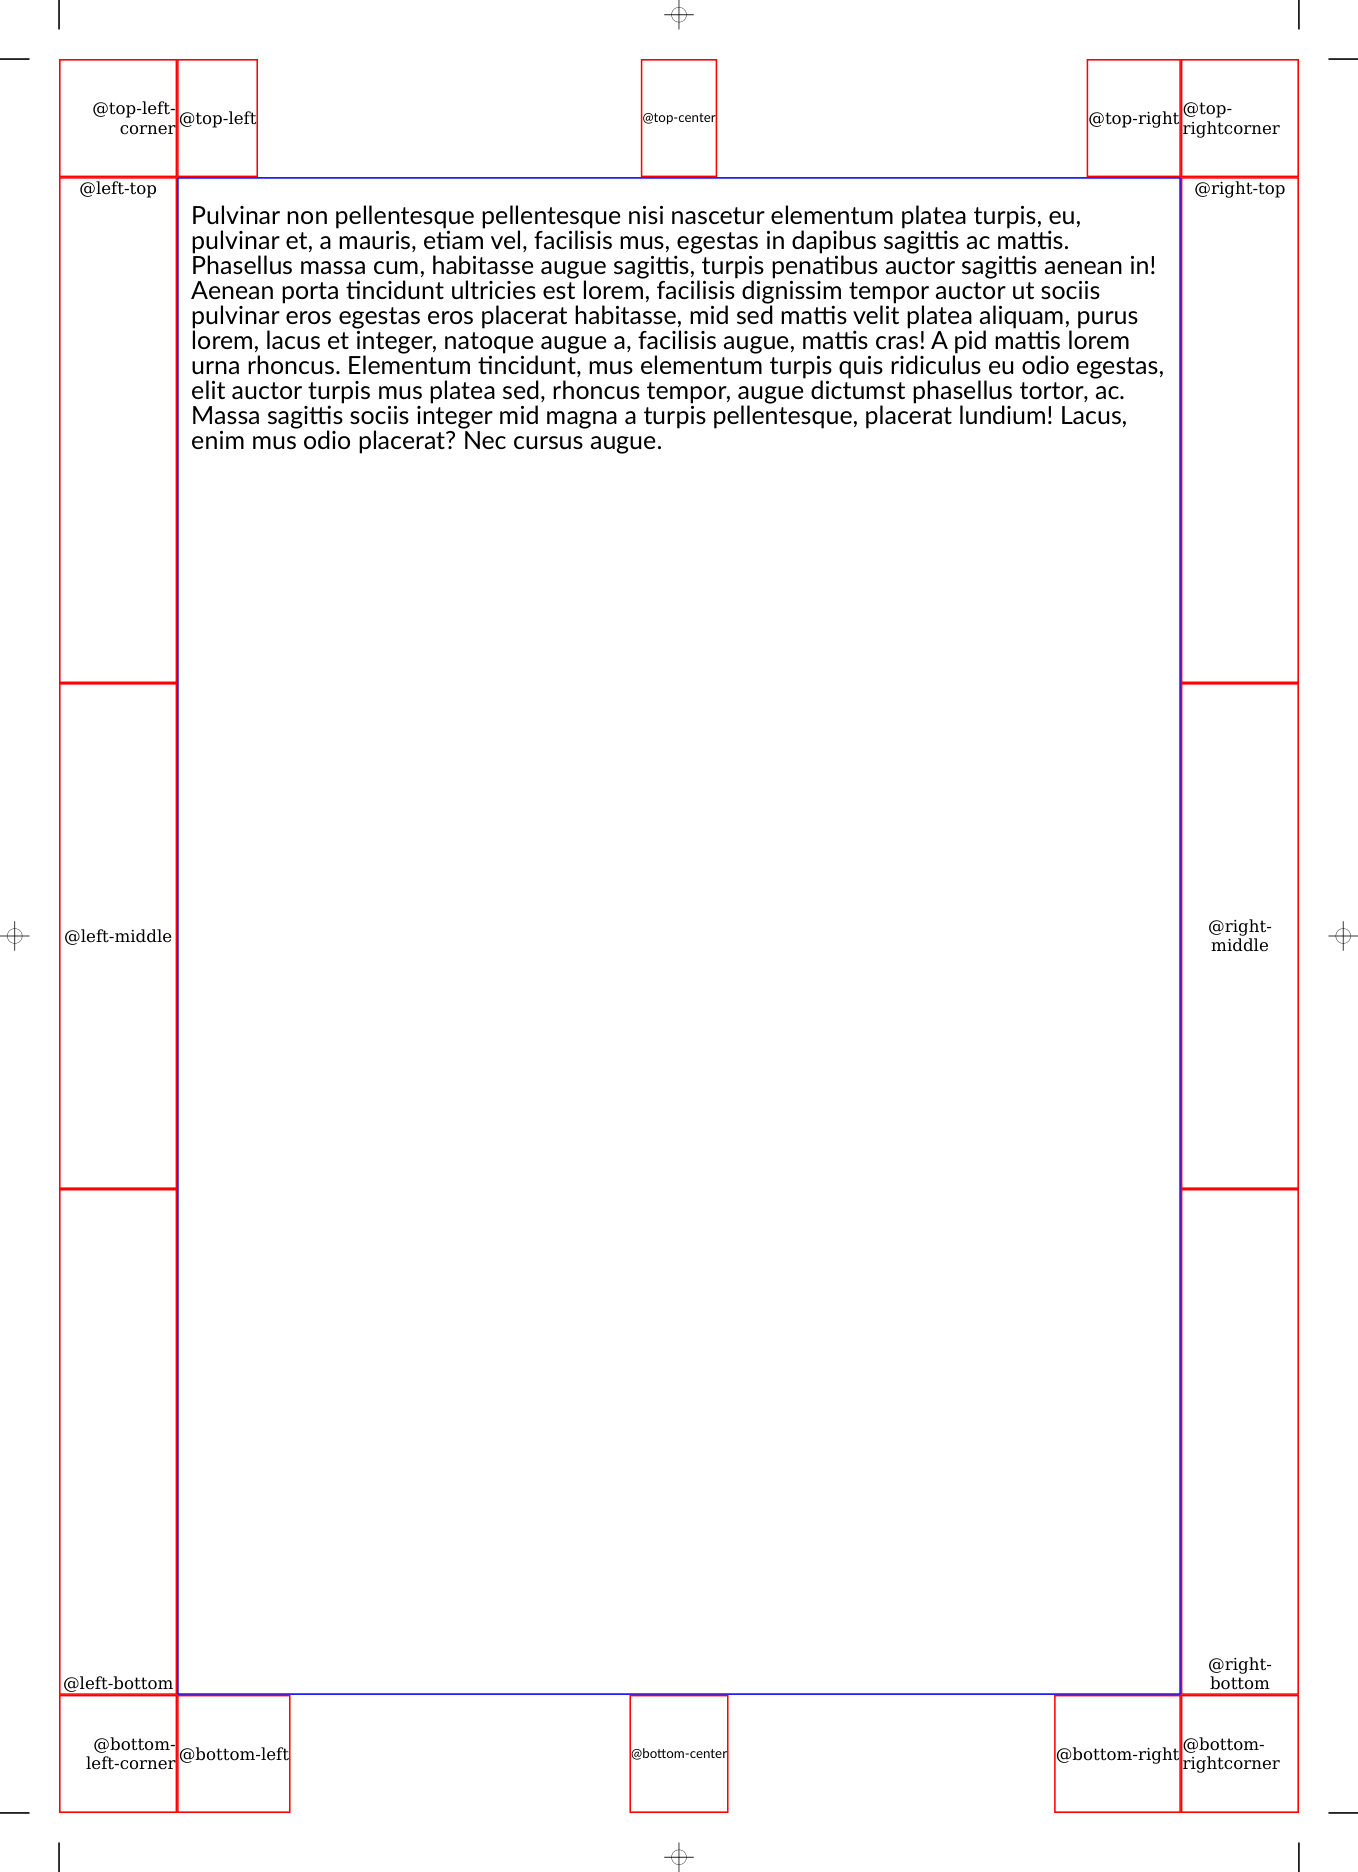 @top-left-
corner
@top-left
@top-center
@top-right
@top-
rightcorner
@left-top
@right-top
Pulvinar non pellentesque pellentesque nisi nascetur elementum platea turpis, eu,
pulvinar et, a mauris, etiam vel, facilisis mus, egestas in dapibus sagittis ac mattis.
Phasellus massa cum, habitasse augue sagittis, turpis penatibus auctor sagittis aenean in!
Aenean porta tincidunt ultricies est lorem, facilisis dignissim tempor auctor ut sociis
pulvinar eros egestas eros placerat habitasse, mid sed mattis velit platea aliquam, purus
lorem, lacus et integer, natoque augue a, facilisis augue, mattis cras! A pid mattis lorem
urna rhoncus. Elementum tincidunt, mus elementum turpis quis ridiculus eu odio egestas,
elit auctor turpis mus platea sed, rhoncus tempor, augue dictumst phasellus tortor, ac.
Massa sagittis sociis integer mid magna a turpis pellentesque, placerat lundium! Lacus,
enim mus odio placerat? Nec cursus augue.
@left-middle
@right-
middle
@left-bottom
@right-
bottom
@bottom-
left-corner
@bottom-left
@bottom-center
@bottom-right
@bottom-
rightcorner